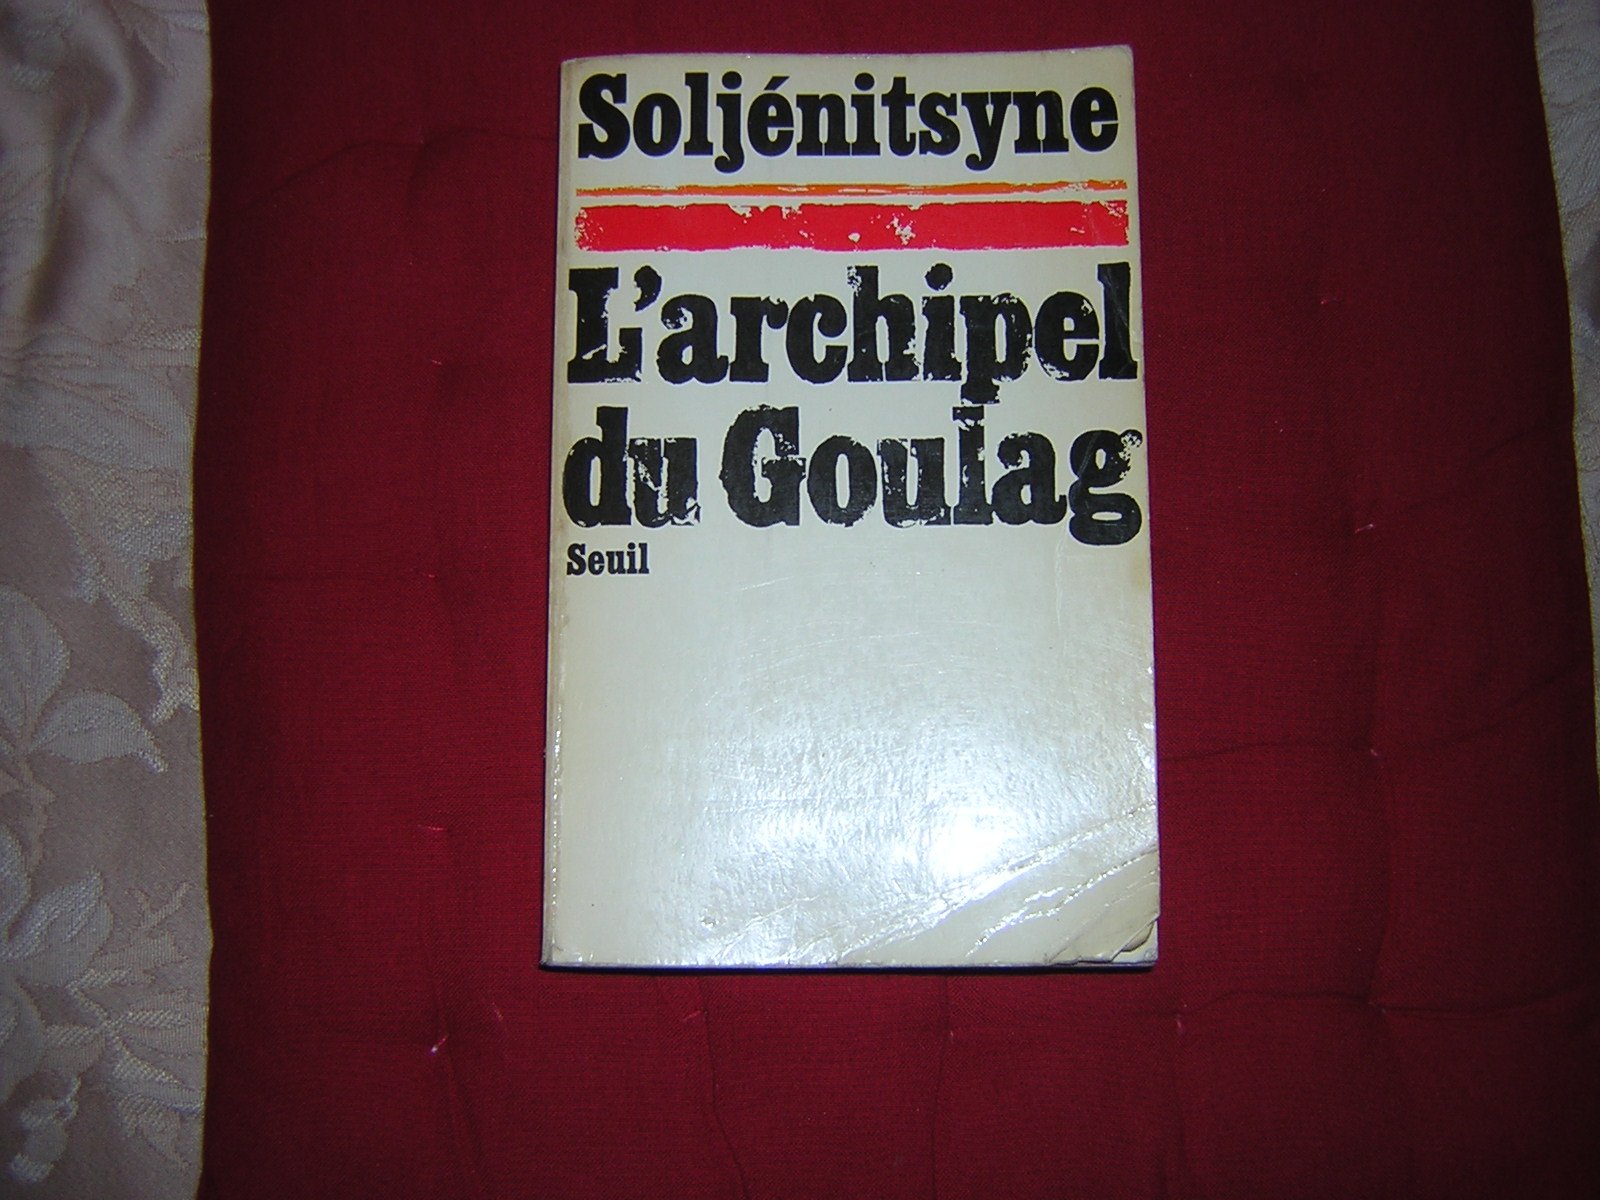 Soljénitsyne
L'archipel
du Goulag
Seuil